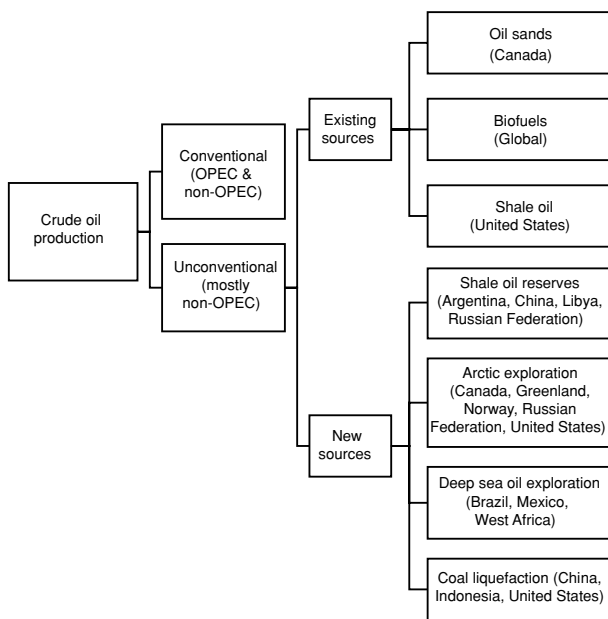 Crude oil
production
Conventional
(OPEC &
non-OPEC)
Unconventional
(mostly
non-OPEC)
Existing
sources
Oil sands
(Canada)
Biofuels
(Global)
Shale oil
(United States)
New
sources
Shale oil reserves
(Argentina, China, Libya,
Russian Federation)
Arctic exploration
(Canada, Greenland,
Norway, Russian
Federation, United States)
Deep sea oil exploration
(Brazil, Mexico,
West Africa)
Coal liquefaction (China,
Indonesia, United States)